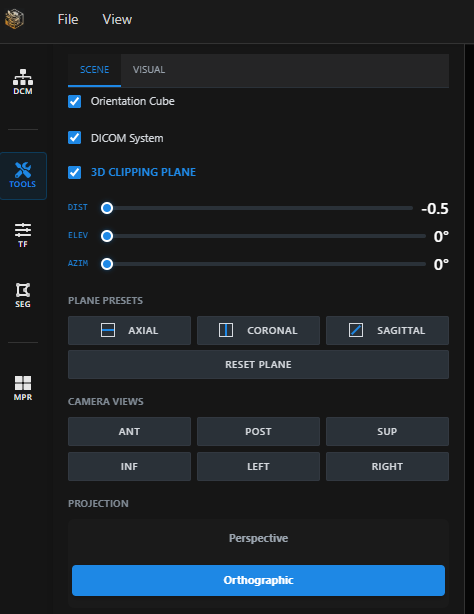 File View
SCENE VISUAL
DCM
Orientation Cube
DICOM System
TOOLS
3D CLIPPING PLANE
DIST -0.5
ELEV 0°
AZIM 0°
TF
SEG
MPR
PLANE PRESETS
AXIAL CORONAL SAGITTAL
RESET PLANE
CAMERA VIEWS
ANT POST SUP
INF LEFT RIGHT
PROJECTION
Perspective
Orthographic